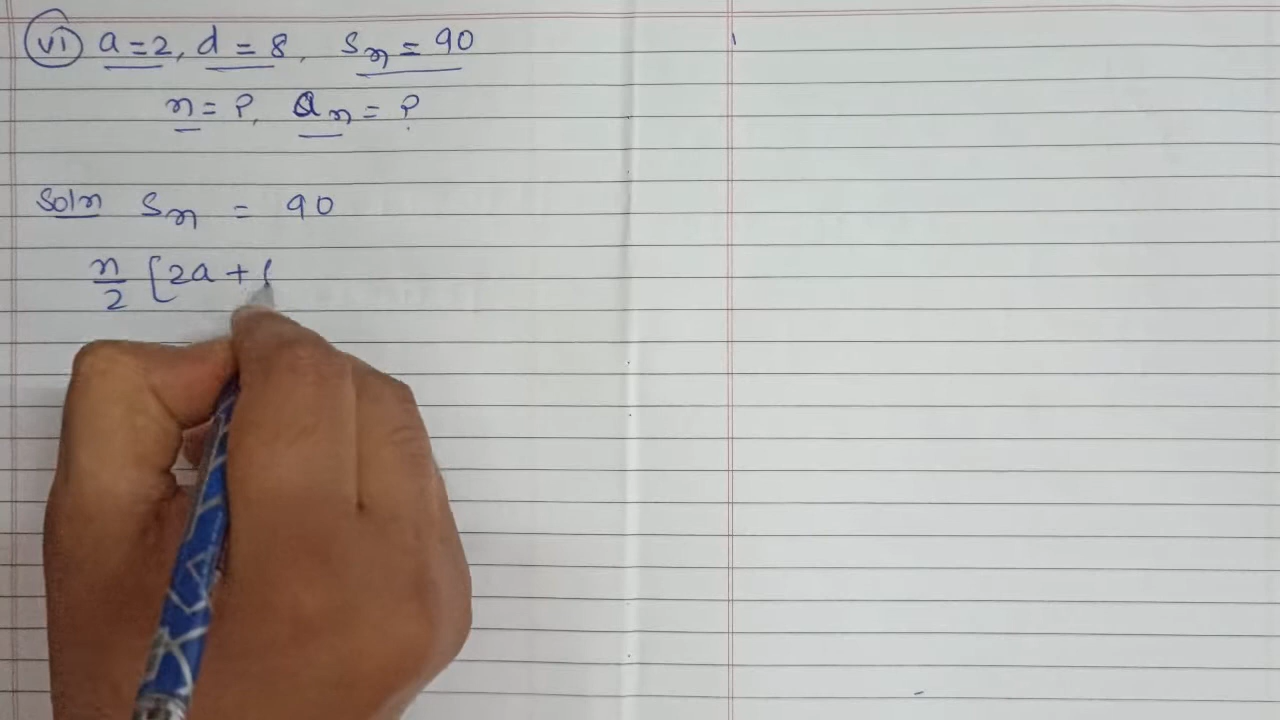 (vi) a = 2, d = 8, Sn = 90
n = ?, an = ?
Soln Sn = 90
n/2 [2a + (